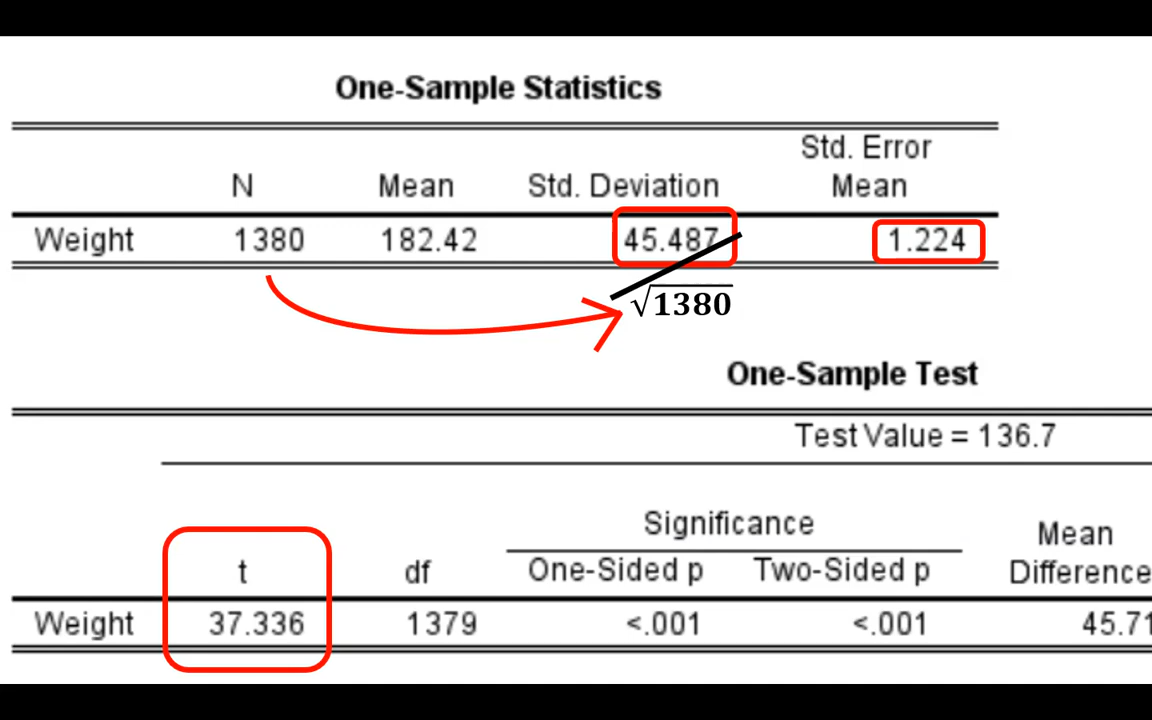 One-Sample Statistics
N Mean Std. Deviation Std. Error Mean
Weight 1380 182.42 45.487 1.224
√1380
One-Sample Test
Test Value = 136.7
Significance
t df One-Sided p Two-Sided p Mean Difference
Weight 37.336 1379 <.001 <.001 45.71